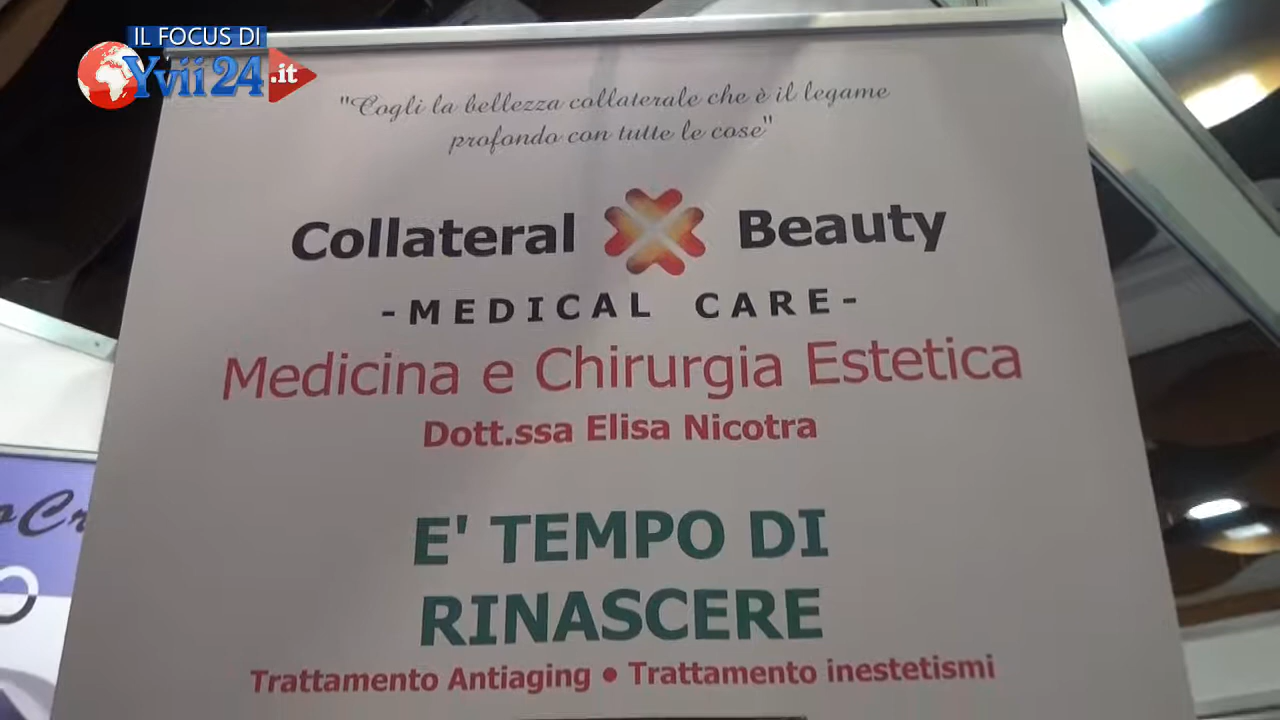 IL FOCUS DI
Yvii24.it
"Cogli la bellezza collaterale che è il legame
profondo con tutte le cose"
Collateral Beauty
-MEDICAL CARE-
Medicina e Chirurgia Estetica
Dott.ssa Elisa Nicotra
E' TEMPO DI
RINASCERE
Trattamento Antiaging • Trattamento inestetismi